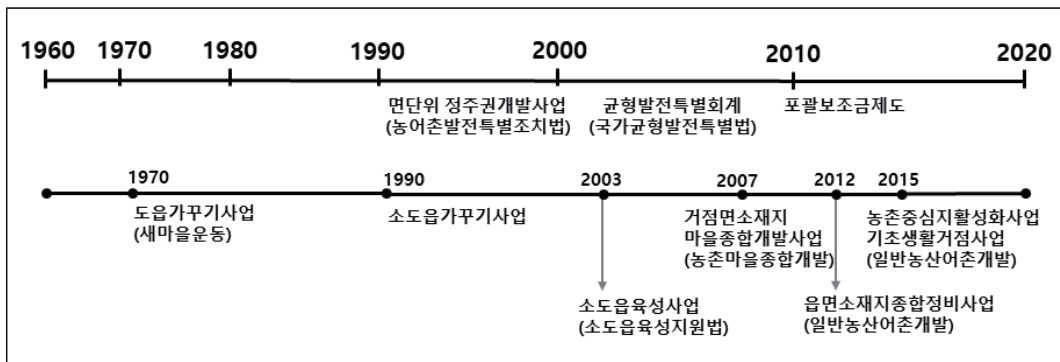 1960 1970 1980 1990 2000 2010 2020
면단위 정주권개발사업
(농어촌발전특별조치법)
균형발전특별회계
(국가균형발전특별법)
포괄보조금제도
1970 1990 2003 2007 2012 2015
도읍가꾸기사업
(새마을운동)
소도읍가꾸기사업
거점면소재지
마을종합개발사업
(농촌마을종합개발)
농촌중심지활성화사업
기초생활거점사업
(일반농산어촌개발)
소도읍육성사업
(소도읍육성지원법)
읍면소재지종합정비사업
(일반농산어촌개발)